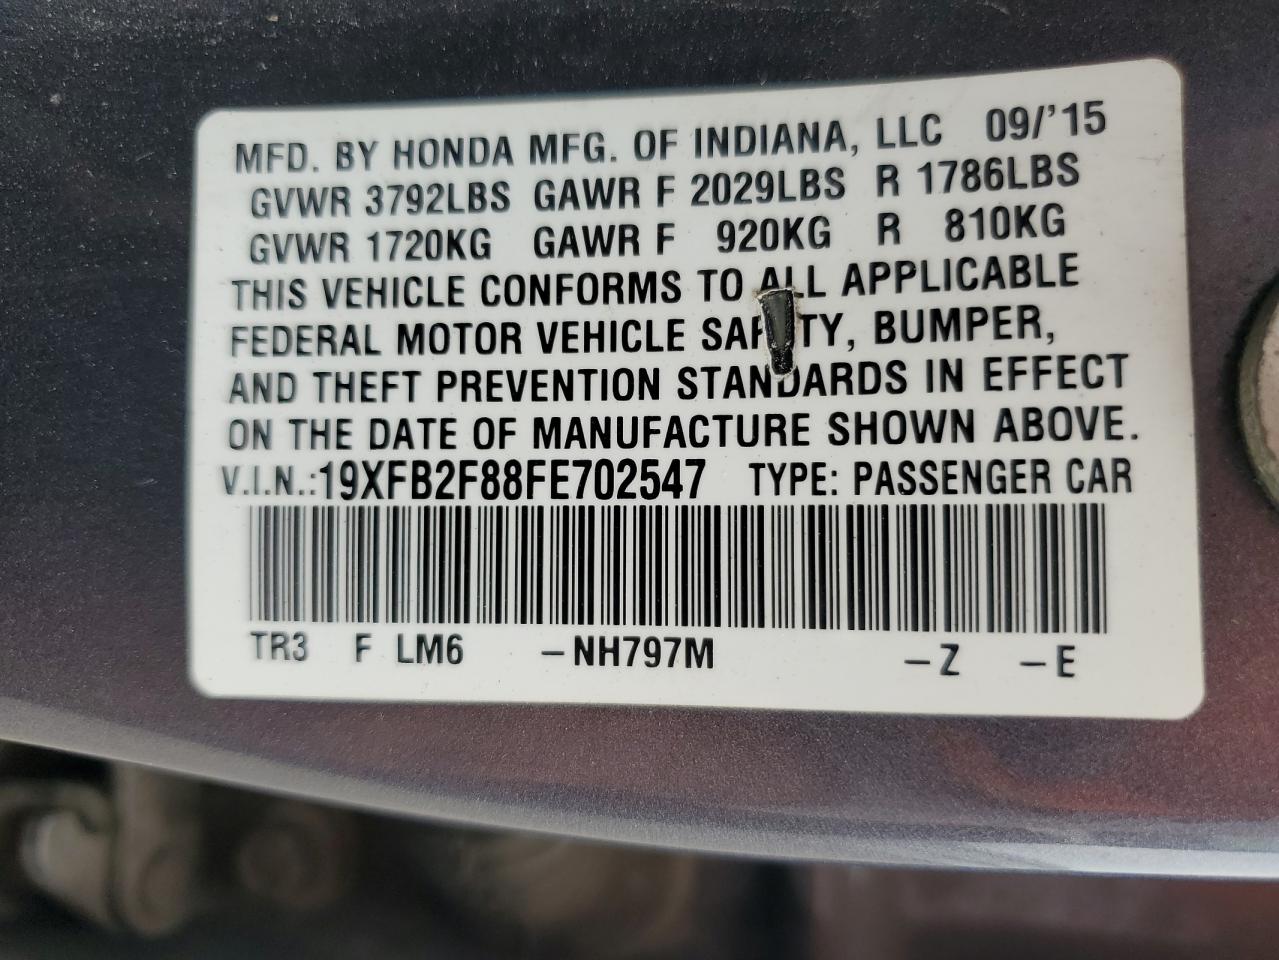 MFD. BY HONDA MFG. OF INDIANA, LLC 09/'15
GVWR 3792LBS GAWR F 2029LBS R 1786LBS
GVWR 1720KG GAWR F 920KG R 810KG
THIS VEHICLE CONFORMS TO ALL APPLICABLE
FEDERAL MOTOR VEHICLE SAFETY, BUMPER,
AND THEFT PREVENTION STANDARDS IN EFFECT
ON THE DATE OF MANUFACTURE SHOWN ABOVE.
V.I.N.:19XFB2F88FE702547 TYPE: PASSENGER CAR
TR3 F LM6 –NH797M –Z –E